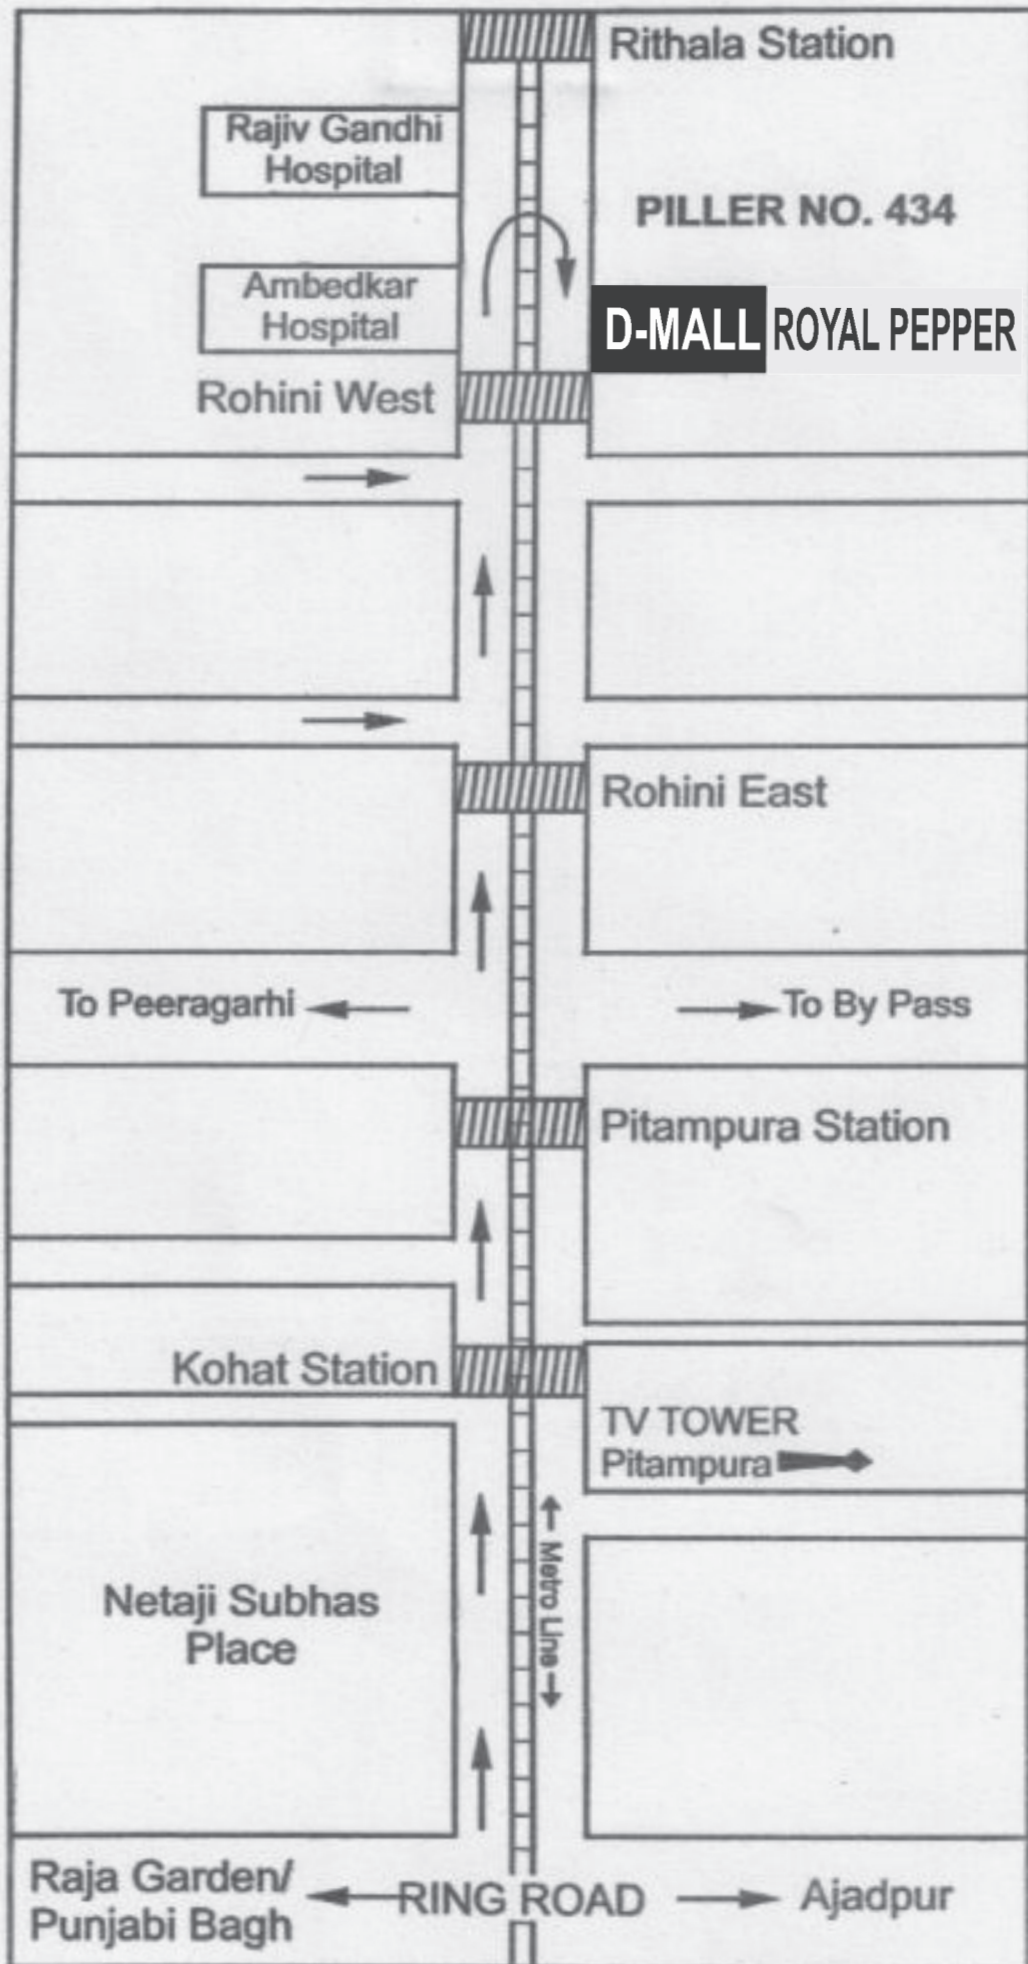 Rithala Station
Rajiv Gandhi
Hospital
PILLER NO. 434
Ambedkar
Hospital
D-MALL ROYAL PEPPER
Rohini West
Rohini East
To Peeragarhi
To By Pass
Pitampura Station
Kohat Station
TV TOWER
Pitampura
Metro Line
Netaji Subhas
Place
Raja Garden/
Punjabi Bagh
RING ROAD
Ajadpur